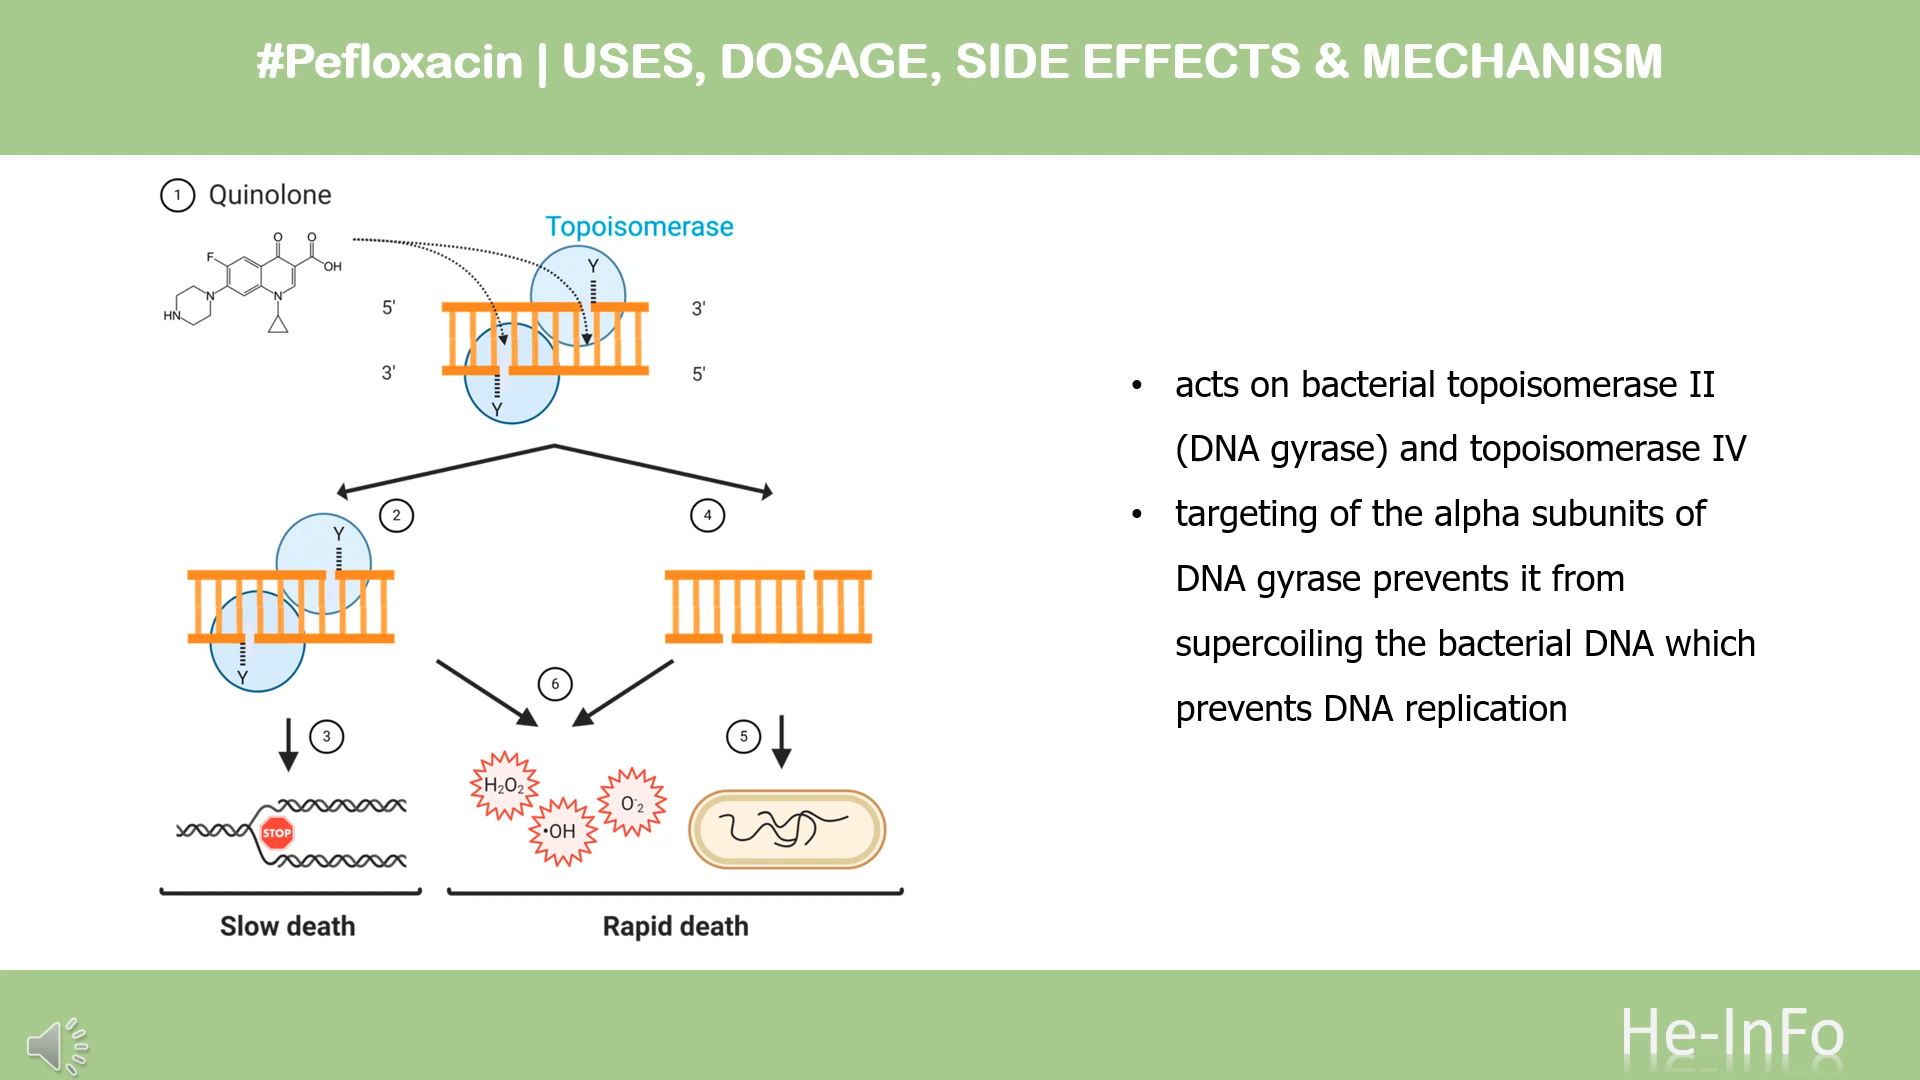 #Pefloxacin | USES, DOSAGE, SIDE EFFECTS & MECHANISM
1 Quinolone
Topoisomerase
O O
F
OH
N
N
HN
Y
5' 3'
3' 5'
Y
2 4
Y
Y
6
3 5
H₂O₂
O⁻₂
•OH
STOP
Slow death Rapid death
• acts on bacterial topoisomerase II
(DNA gyrase) and topoisomerase IV
• targeting of the alpha subunits of
DNA gyrase prevents it from
supercoiling the bacterial DNA which
prevents DNA replication
He-InFo